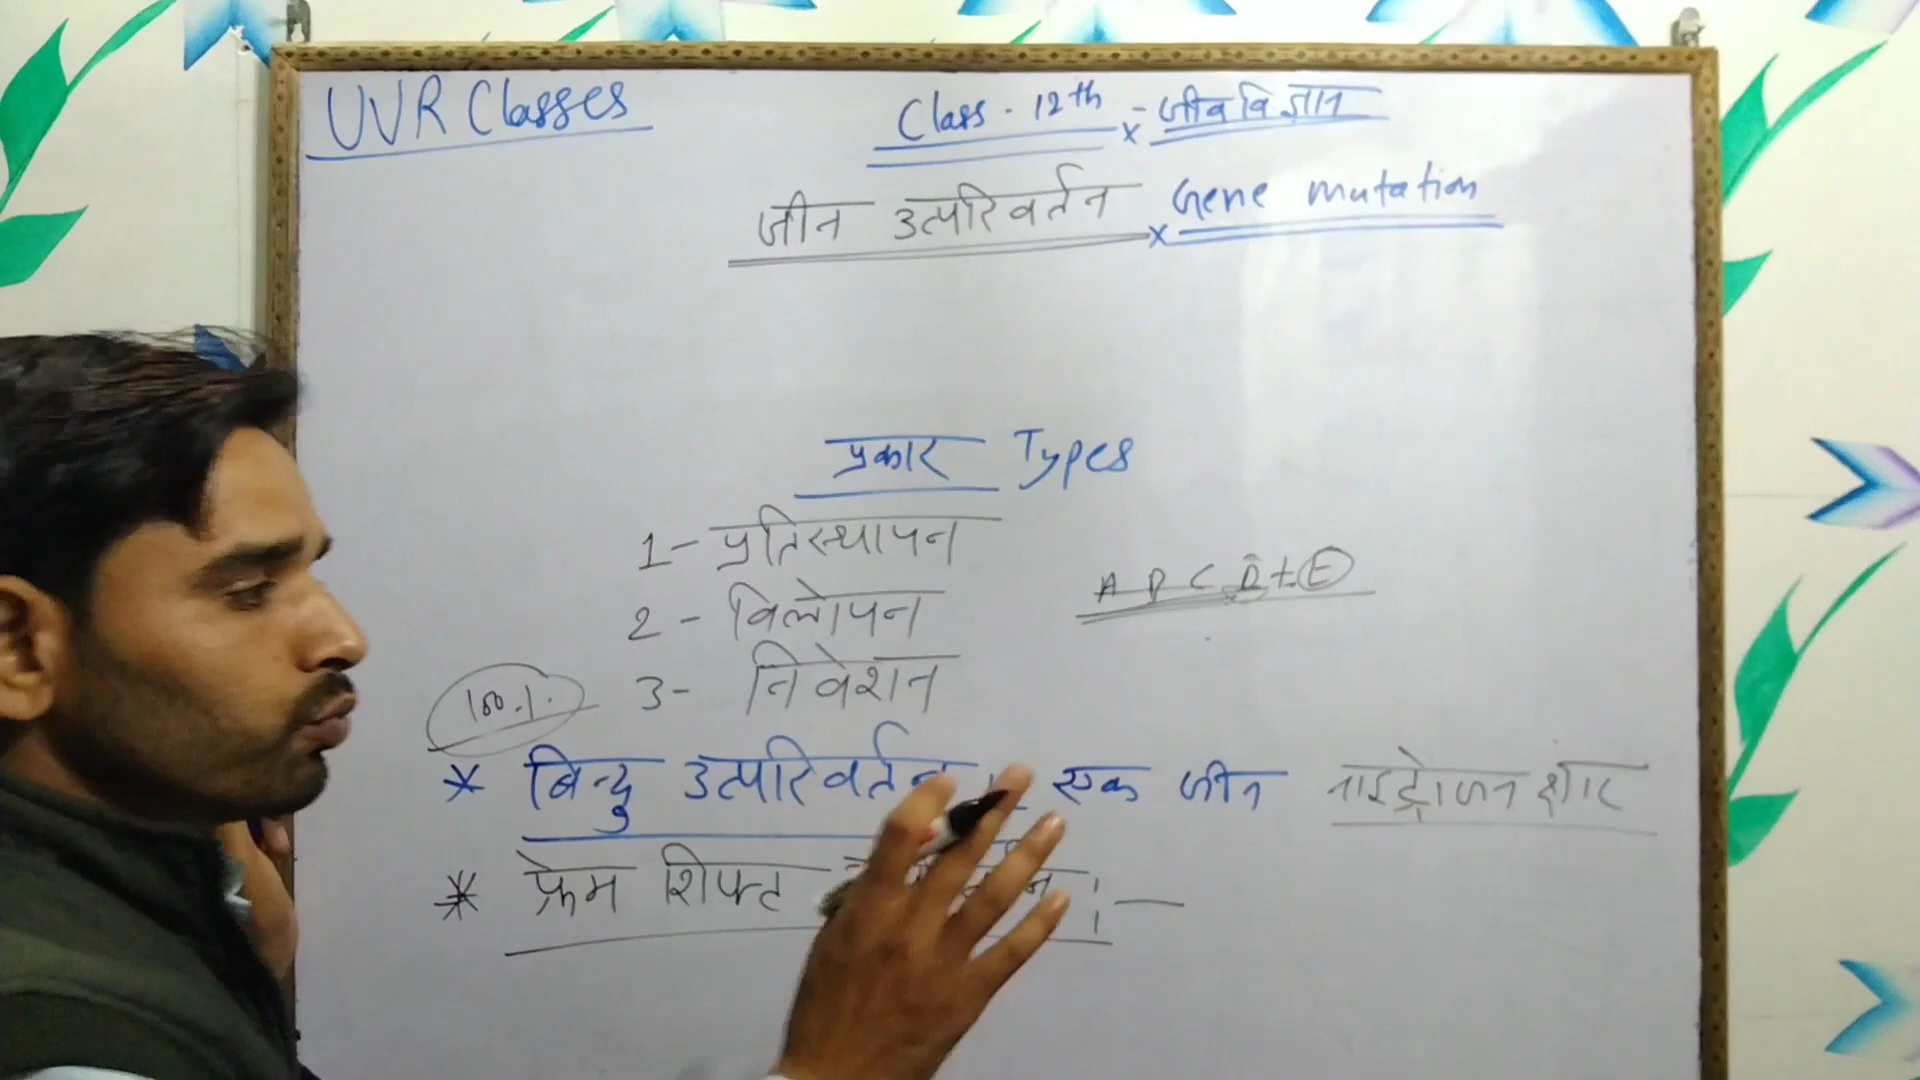 UVR Classes
Class - 12th - जीव विज्ञान
जीन उत्परिवर्तन × Gene mutation
प्रकार Types
1- प्रतिस्थापन
2 - विलोपन
A B C D + E
3- निवेशन
100%
* बिन्दु उत्परिवर्तन एक जीन नाइट्रोजन क्षार
* फ्रेम शिफ्ट :-